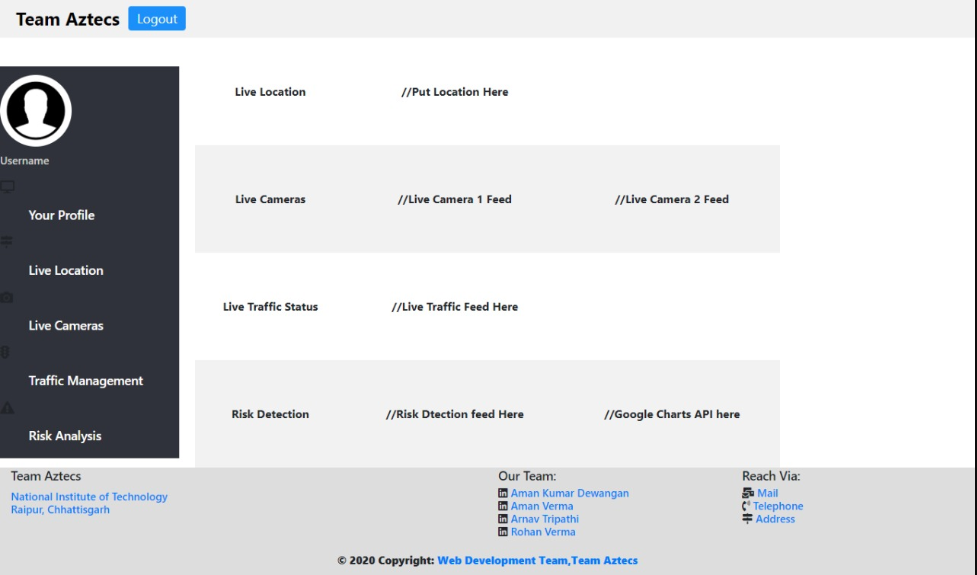 Team Aztecs Logout
Username
Your Profile
Live Location
Live Cameras
Traffic Management
Risk Analysis
Live Location //Put Location Here
Live Cameras //Live Camera 1 Feed //Live Camera 2 Feed
Live Traffic Status //Live Traffic Feed Here
Risk Detection //Risk Dtection feed Here //Google Charts API here
Team Aztecs
National Institute of Technology
Raipur, Chhattisgarh
Our Team:
Aman Kumar Dewangan
Aman Verma
Arnav Tripathi
Rohan Verma
Reach Via:
Mail
Telephone
Address
© 2020 Copyright: Web Development Team,Team Aztecs